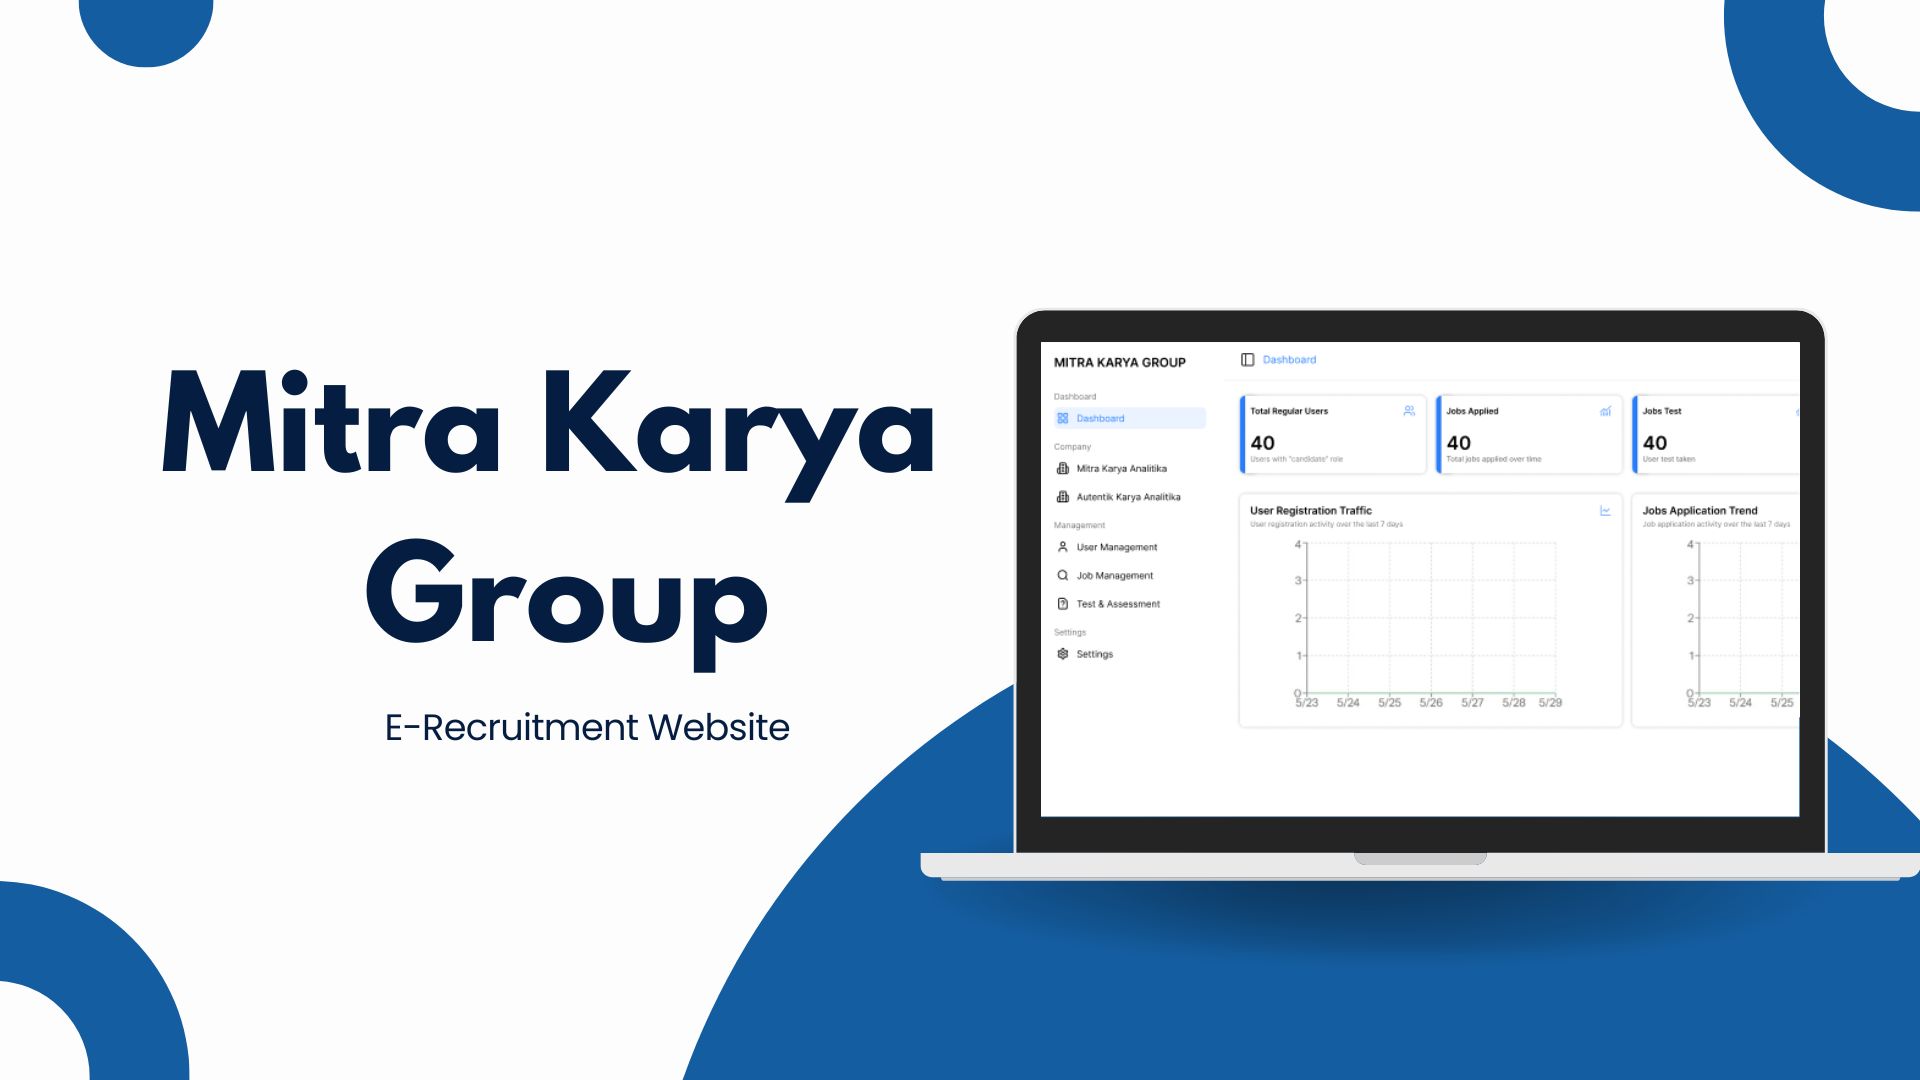 Mitra Karya
Group
E-Recruitment Website
MITRA KARYA GROUP
Dashboard
Dashboard
Company
Mitra Karya Analitika
Autentik Karya Analitika
Management
User Management
Job Management
Test & Assessment
Settings
Settings
Dashboard
Total Regular Users
40
Users with "candidate" role
Jobs Applied
40
Total jobs applied over time
Jobs Test
40
User test taken
User Registration Traffic
User registration activity over the last 7 days
4
3
2
1
0
5/23 5/24 5/25 5/26 5/27 5/28 5/29
Jobs Application Trend
Job application activity over the last 7 days
4
3
2
1
0
5/23 5/24 5/25